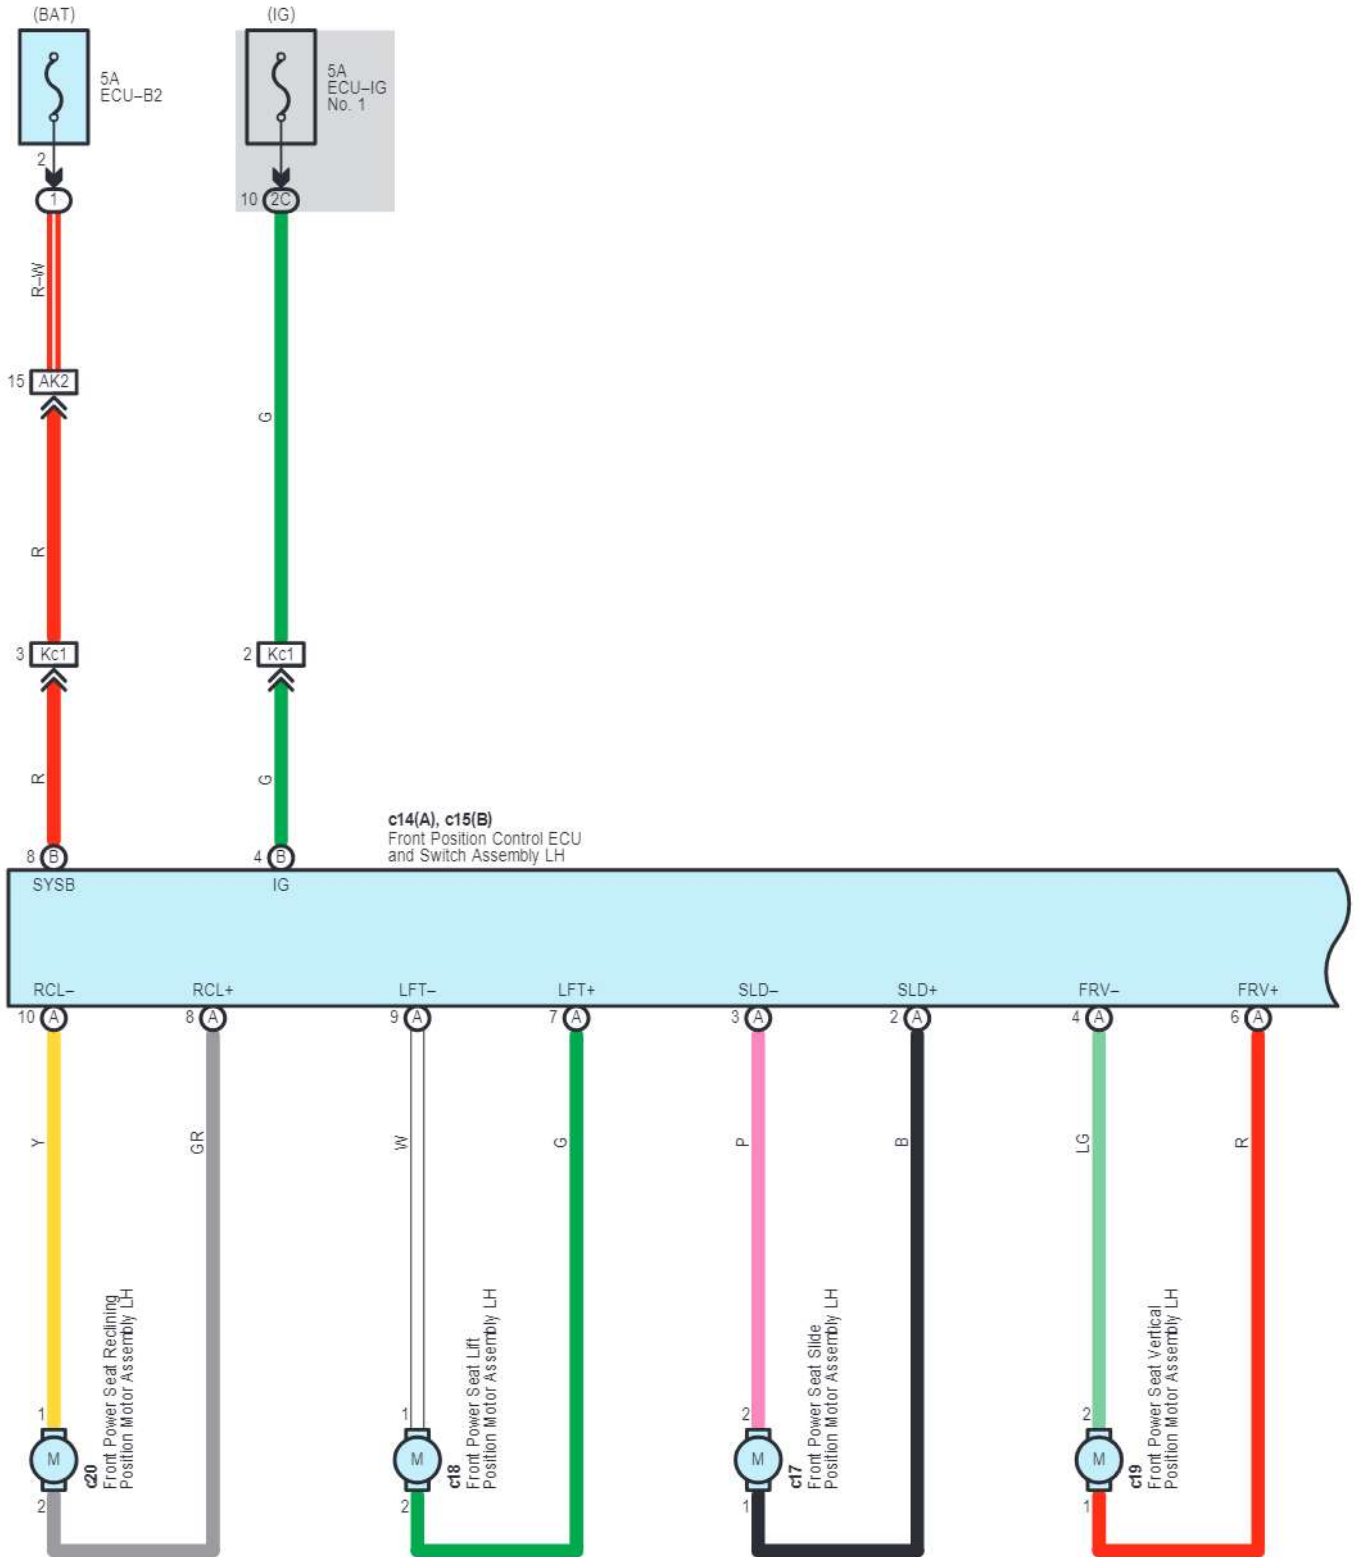 (BAT)
(IG)
5A
ECU–B2
5A
ECU–IG
No. 1
2
1
10 2C
R–W
15 AK2
G
R
3 Kc1
2 Kc1
R
G
c14(A), c15(B)
Front Position Control ECU
and Switch Assembly LH
8 B
4 B
SYSB
IG
RCL–
RCL+
LFT–
LFT+
SLD–
SLD+
FRV–
FRV+
10 A
8 A
9 A
7 A
3 A
2 A
4 A
6 A
Y
GR
W
G
P
B
LG
R
1
M
2
c20
Front Power Seat Reclining
Position Motor Assembly LH
1
M
2
c18
Front Power Seat Lift
Position Motor Assembly LH
2
M
1
c17
Front Power Seat Slide
Position Motor Assembly LH
2
M
1
c19
Front Power Seat Vertical
Position Motor Assembly LH